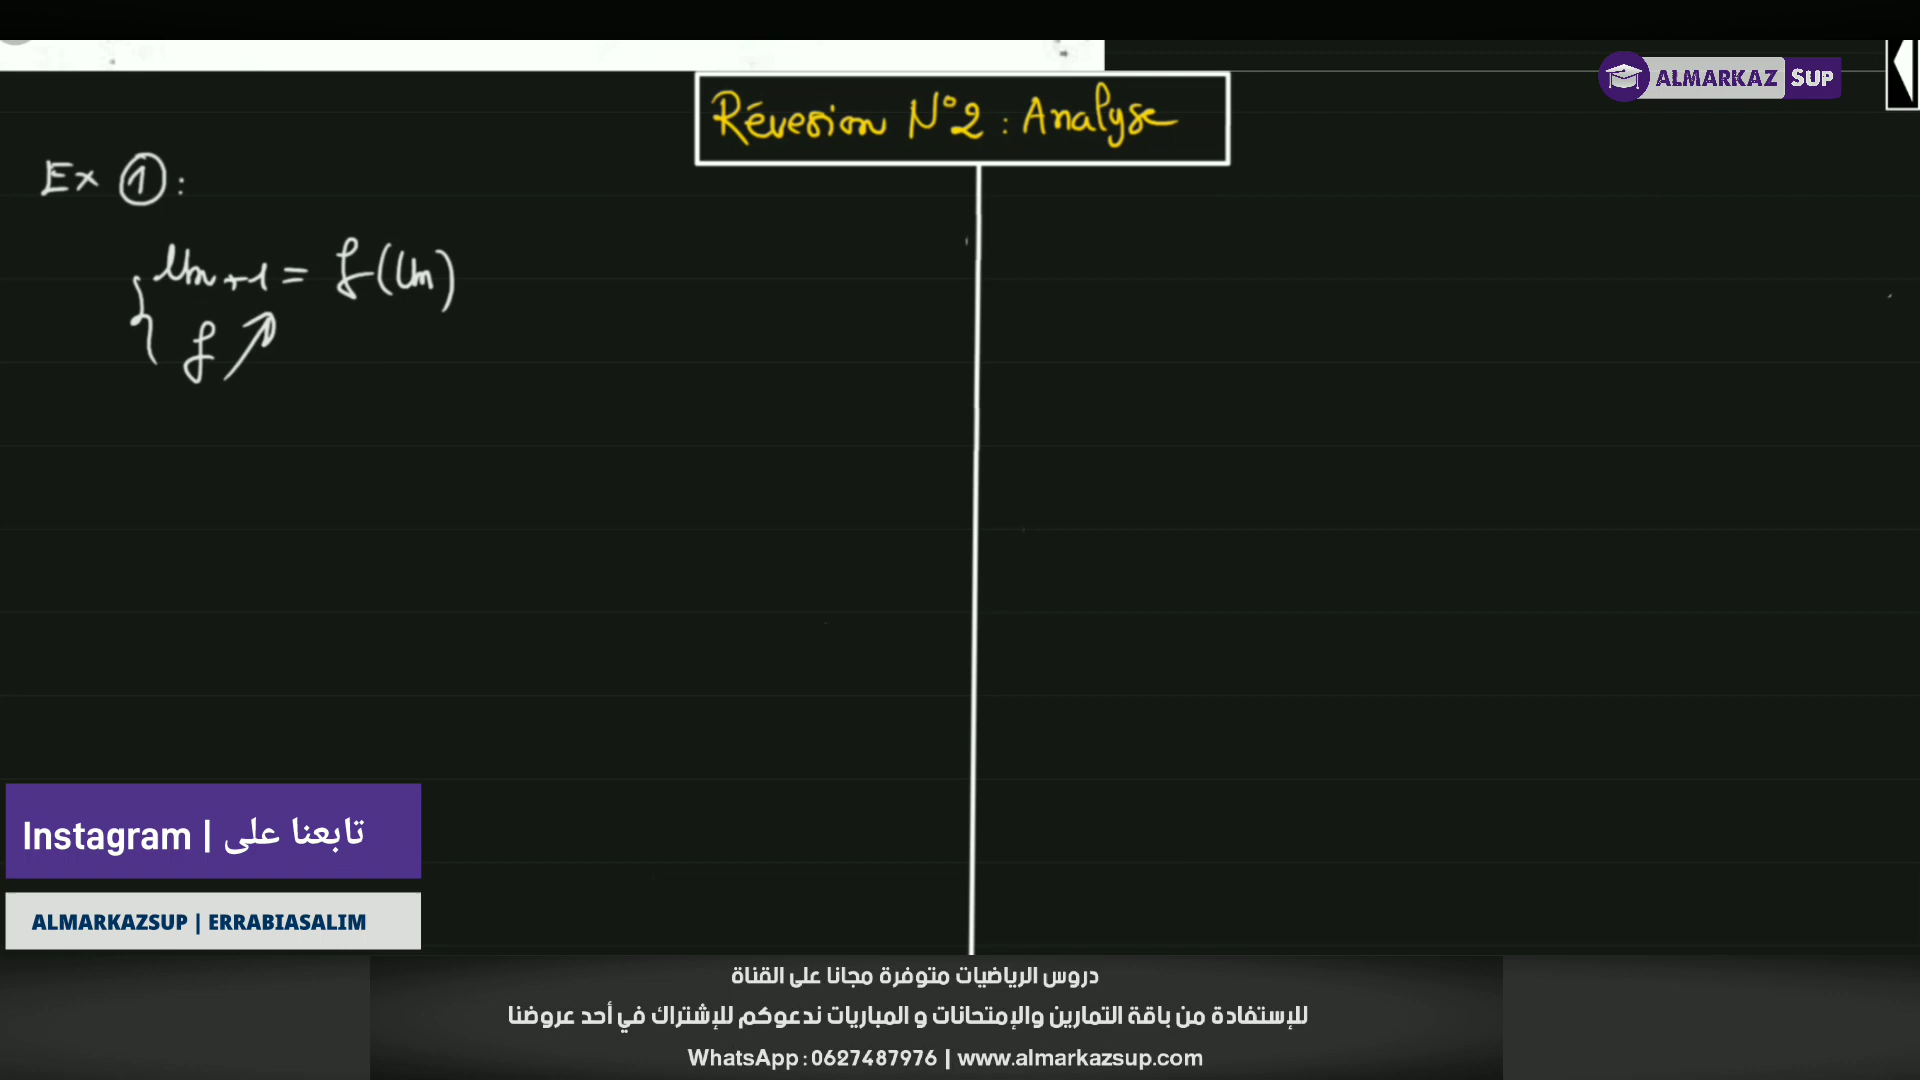 ALMARKAZ SUP
Révision N°2 : Analyse
Ex ① :
Un+1 = f(Un)
f ↗
Instagram | تابعنا على
ALMARKAZSUP | ERRABIASALIM
دروس الرياضيات متوفرة مجانا على القناة
للإستفادة من باقة التمارين والإمتحانات و المباريات ندعوكم للإشتراك في أحد عروضنا
WhatsApp : 0627487976 | www.almarkazsup.com